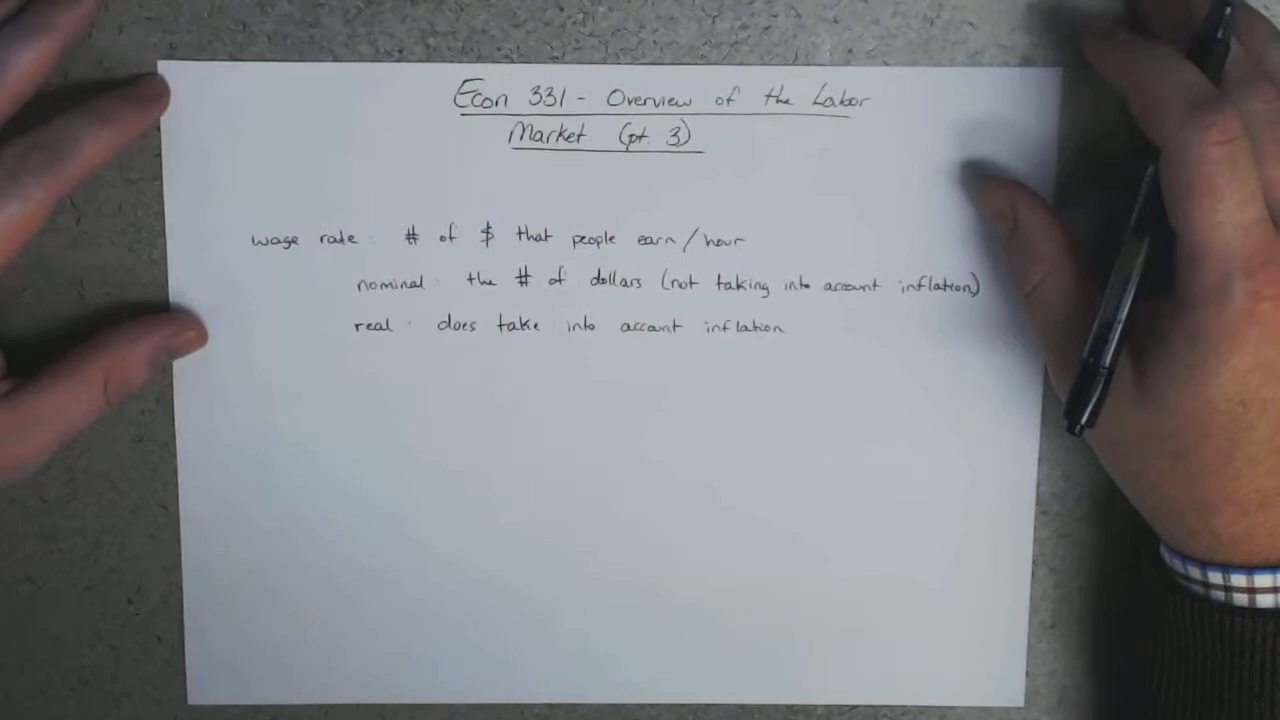 Econ 331 - Overview of the Labor
Market (pt. 3)
wage rate: # of $ that people earn/hour
nominal: the # of dollars (not taking into account inflation)
real: does take into account inflation